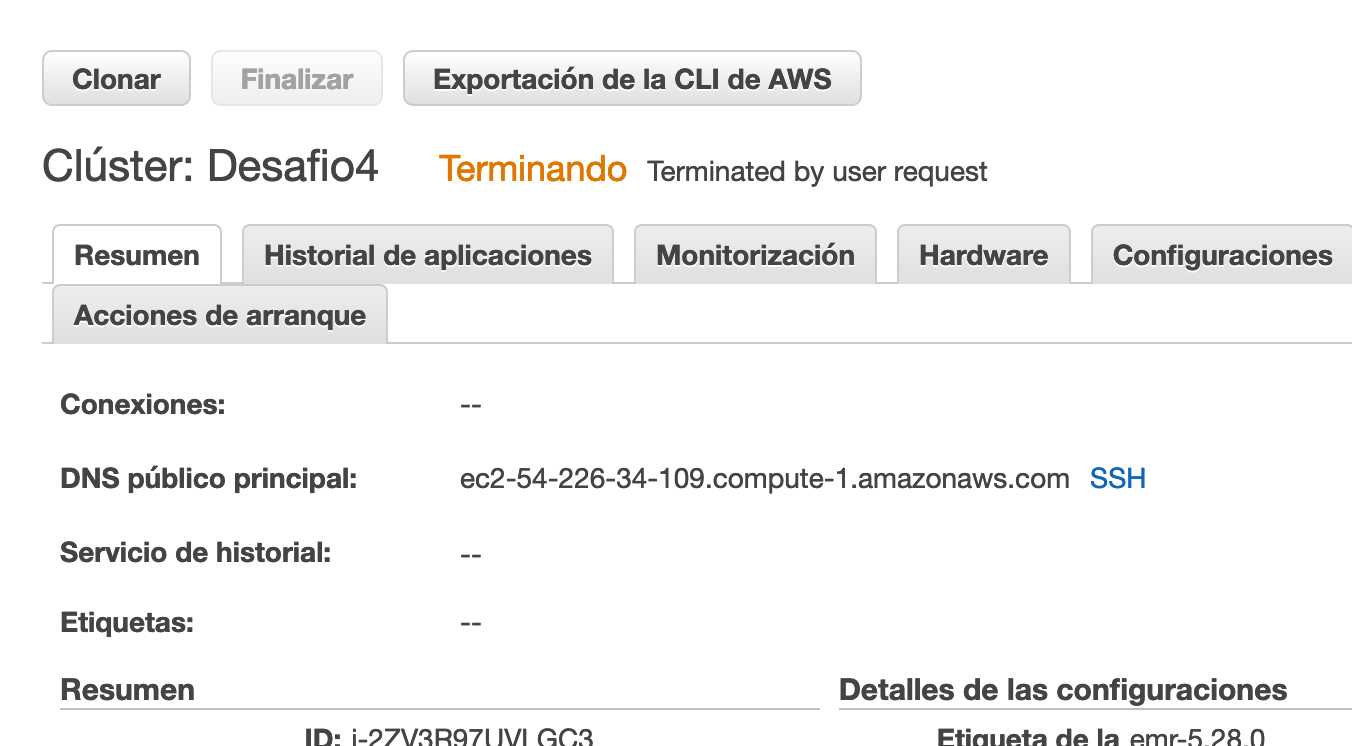 Clonar Finalizar Exportación de la CLI de AWS
Clúster: Desafio4 Terminando Terminated by user request
Resumen Historial de aplicaciones Monitorización Hardware Configuraciones
Acciones de arranque
Conexiones: --
DNS público principal: ec2-54-226-34-109.compute-1.amazonaws.com SSH
Servicio de historial: --
Etiquetas: --
Resumen Detalles de las configuraciones
ID: j-2ZV3R97UVLGC3 Etiqueta de la emr-5.28.0